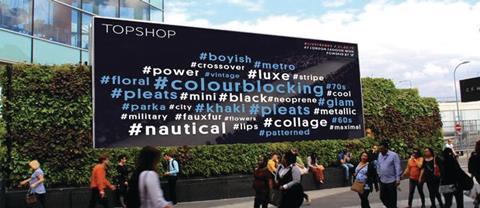 TOPSHOP
#boyish #metro
#crossover
#power #vintage #luxe #stripe
#floral #colourblocking #70s
#pleats #mini #black #neoprene #cool
#parka #city #khaki #pleats #glam
#metallic
#military #fauxfur #flowers #collage #60s
#nautical #lips #patterned #maximal